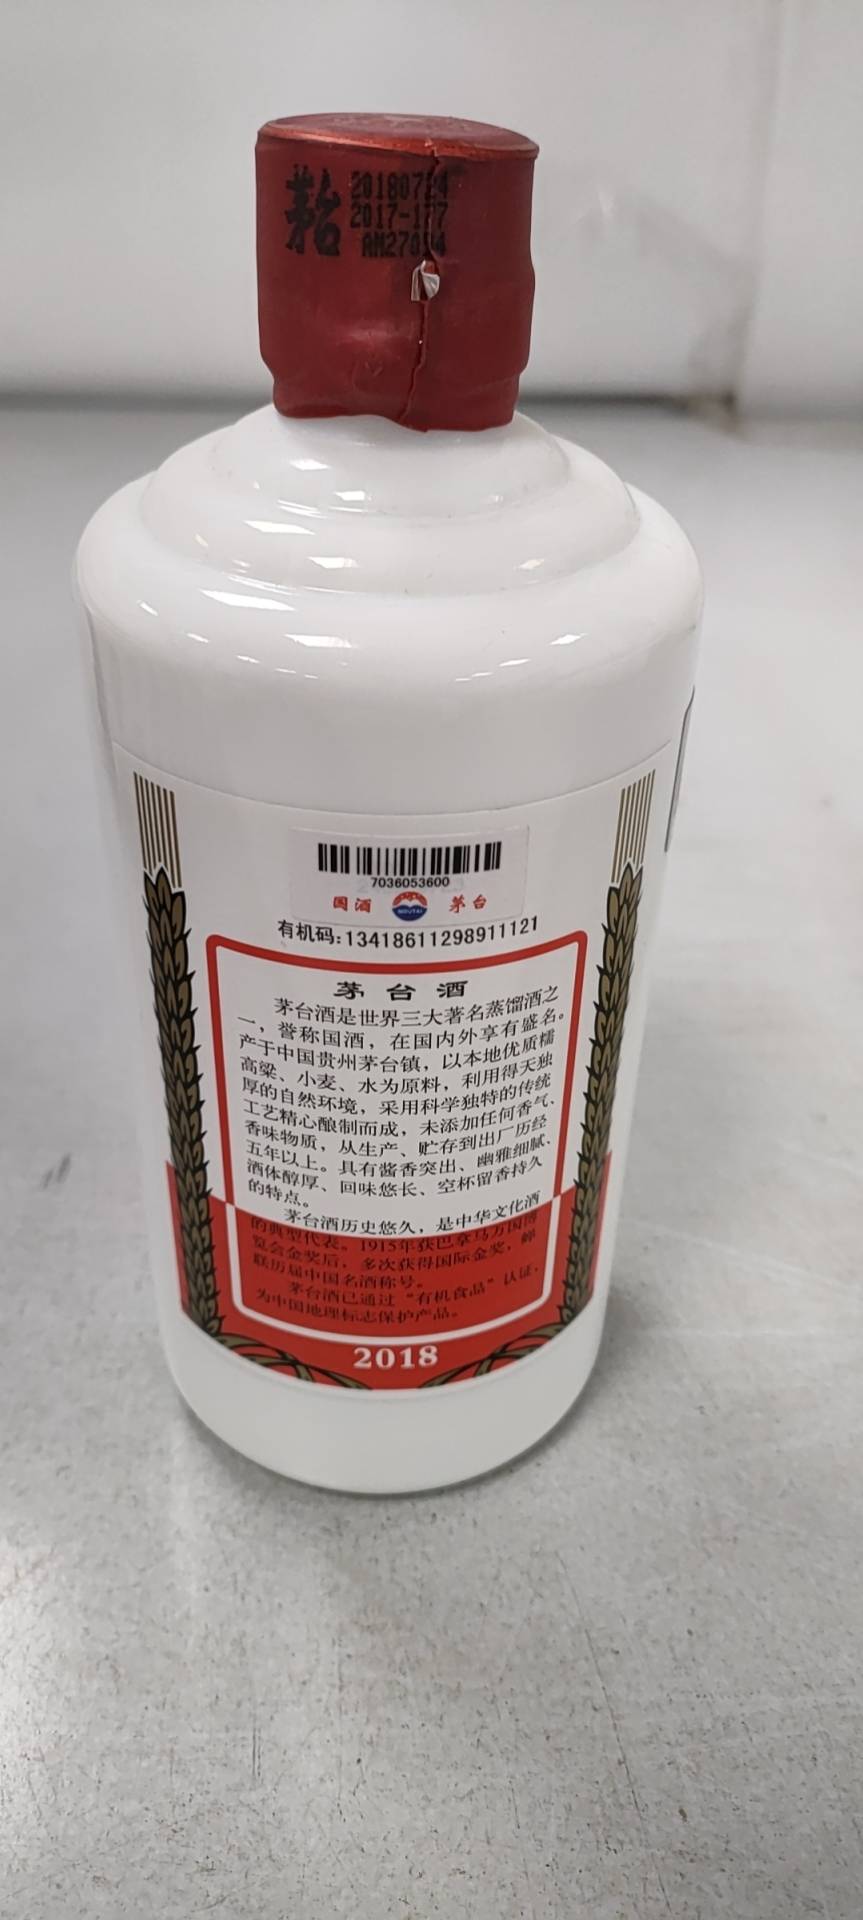 茅台
20180724
2017-177
AM27094
7036053600
国酒 MOUTAI 茅台
有机码:13418611298911121
茅台酒
茅台酒是世界三大著名蒸馏酒之
一，誉称国酒，在国内外享有盛名。
产于中国贵州茅台镇，以本地优质糯
高粱、小麦、水为原料，利用得天独
厚的自然环境，采用科学独特的传统
工艺精心酿制而成，未添加任何香气、
香味物质，从生产、贮存到出厂历经
五年以上。具有酱香突出、幽雅细腻、
酒体醇厚、回味悠长、空杯留香持久
的特点。
茅台酒历史悠久，是中华文化酒
的典型代表。1915年获巴拿马万国博
览会金奖后，多次获得国际金奖，蝉
联历届中国名酒称号。
茅台酒已通过“有机食品”认证，
为中国地理标志保护产品。
2018